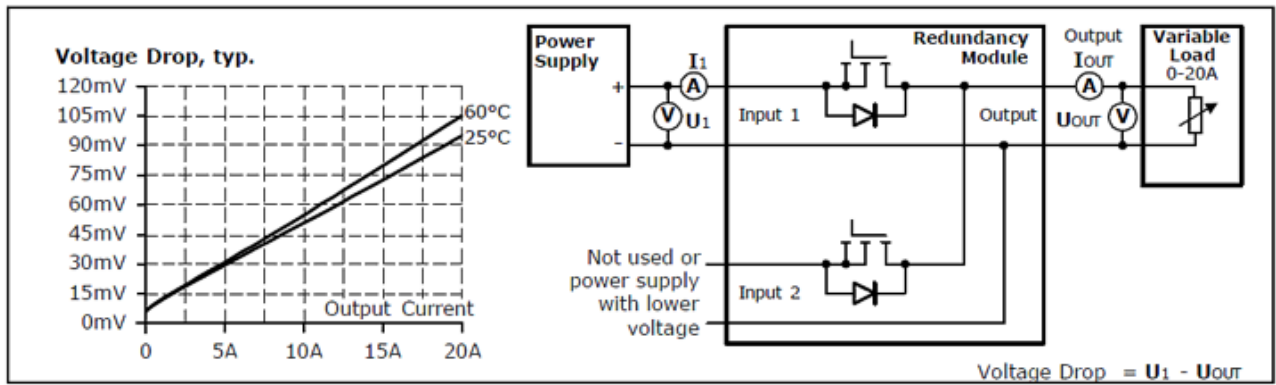 Voltage Drop, typ.
120mV
105mV
90mV
75mV
60mV
45mV
30mV
15mV
0mV
60°C
25°C
Output Current
0
5A
10A
15A
20A
Power
Supply
+
-
I1
A
V
U1
Redundancy
Module
Input 1
Output
Input 2
Not used or
power supply
with lower
voltage
Output
IOUT
A
UOUT
V
Variable
Load
0-20A
Voltage Drop = U1 - UOUT